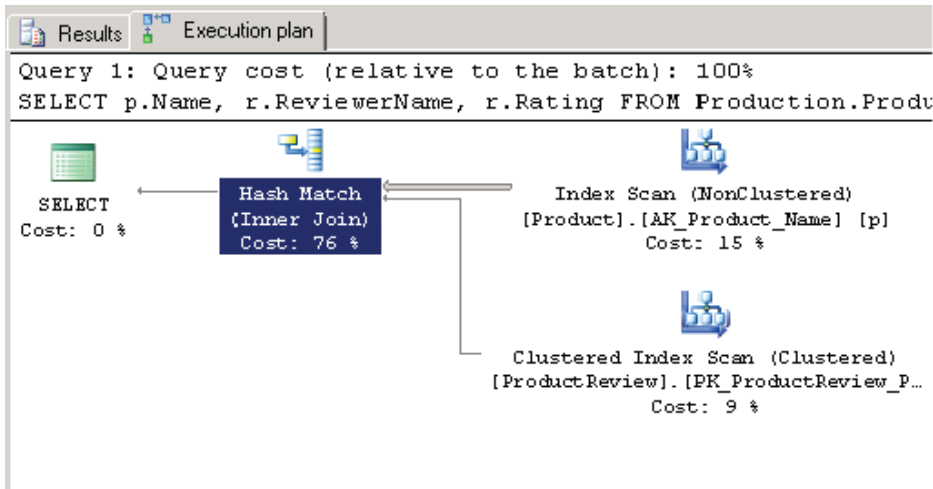 Results
Execution plan
Query 1: Query cost (relative to the batch): 100%
SELECT p.Name, r.ReviewerName, r.Rating FROM Production.Produ
SELECT
Cost: 0 %
Hash Match
(Inner Join)
Cost: 76 %
Index Scan (NonClustered)
[Product].[AK_Product_Name] [p]
Cost: 15 %
Clustered Index Scan (Clustered)
[ProductReview].[PK_ProductReview_P…
Cost: 9 %